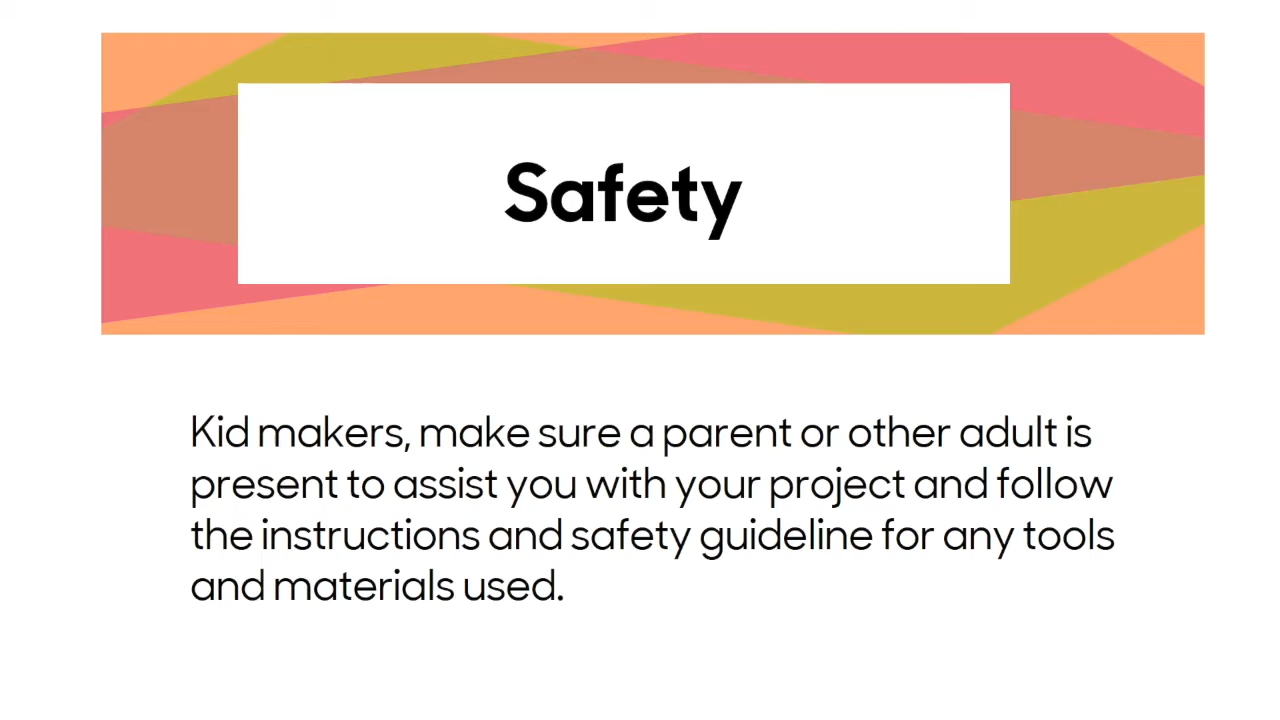 Safety
Kid makers, make sure a parent or other adult is
present to assist you with your project and follow
the instructions and safety guideline for any tools
and materials used.